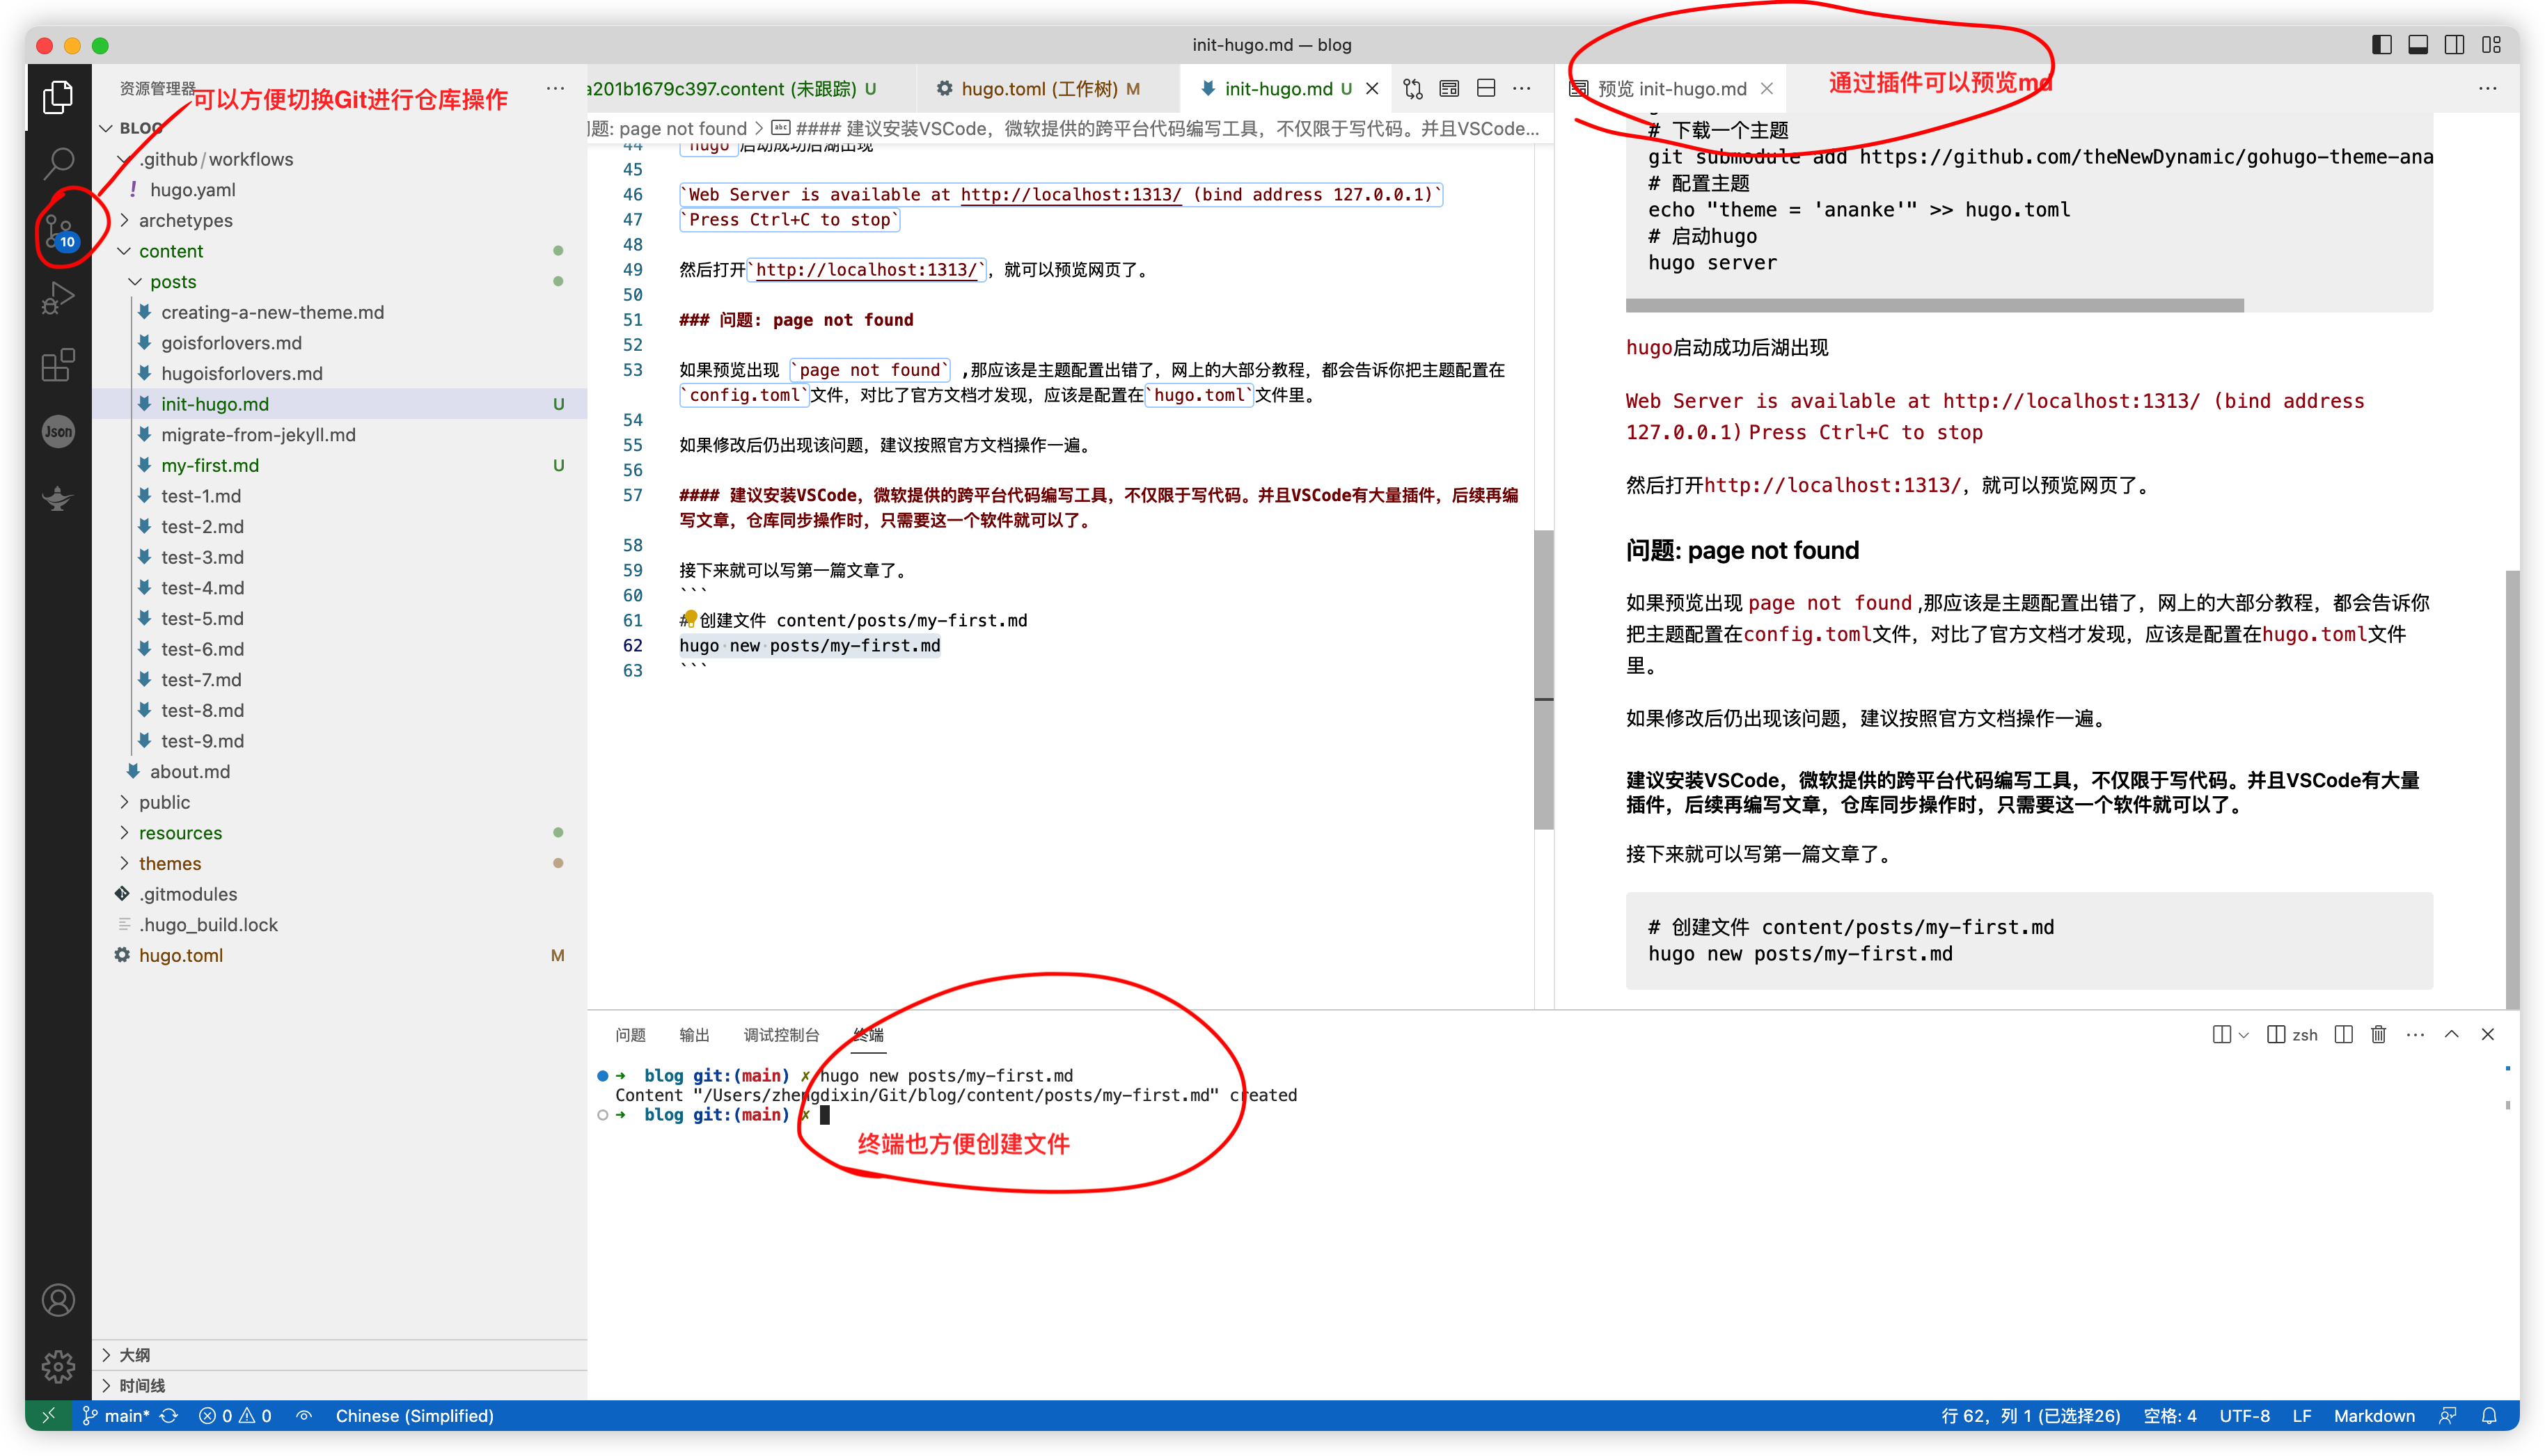 init-hugo.md — blog
资源管理器
可以方便切换Git进行仓库操作
BLOG
.github/workflows
hugo.yaml
archetypes
content
posts
creating-a-new-theme.md
goisforlovers.md
hugoisforlovers.md
init-hugo.md U
migrate-from-jekyll.md
my-first.md U
test-1.md
test-2.md
test-3.md
test-4.md
test-5.md
test-6.md
test-7.md
test-8.md
test-9.md
about.md
public
resources
themes
.gitmodules
.hugo_build.lock
hugo.toml M
大纲
时间线
10
Json
a201b1679c397.content (未跟踪) U
hugo.toml (工作树) M
init-hugo.md U
题: page not found > #### 建议安装VSCode，微软提供的跨平台代码编写工具，不仅限于写代码。并且VSCode...
44 `hugo`启动成功后湖出现
45
46 `Web Server is available at http://localhost:1313/ (bind address 127.0.0.1)`
47 `Press Ctrl+C to stop`
48
49 然后打开`http://localhost:1313/`，就可以预览网页了。
50
51 ### 问题: page not found
52
53 如果预览出现 `page not found` ,那应该是主题配置出错了，网上的大部分教程，都会告诉你把主题配置在
`config.toml`文件，对比了官方文档才发现，应该是配置在`hugo.toml`文件里。
54
55 如果修改后仍出现该问题，建议按照官方文档操作一遍。
56
57 #### 建议安装VSCode，微软提供的跨平台代码编写工具，不仅限于写代码。并且VSCode有大量插件，后续再编
写文章，仓库同步操作时，只需要这一个软件就可以了。
58
59 接下来就可以写第一篇文章了。
60 ```
61 # 创建文件 content/posts/my-first.md
62 hugo new posts/my-first.md
63 ```
预览 init-hugo.md
通过插件可以预览md
# 下载一个主题
git submodule add https://github.com/theNewDynamic/gohugo-theme-ana
# 配置主题
echo "theme = 'ananke'" >> hugo.toml
# 启动hugo
hugo server
hugo启动成功后湖出现
Web Server is available at http://localhost:1313/ (bind address
127.0.0.1) Press Ctrl+C to stop
然后打开http://localhost:1313/，就可以预览网页了。
问题: page not found
如果预览出现 page not found ,那应该是主题配置出错了，网上的大部分教程，都会告诉你
把主题配置在config.toml文件，对比了官方文档才发现，应该是配置在hugo.toml文件
里。
如果修改后仍出现该问题，建议按照官方文档操作一遍。
建议安装VSCode，微软提供的跨平台代码编写工具，不仅限于写代码。并且VSCode有大量
插件，后续再编写文章，仓库同步操作时，只需要这一个软件就可以了。
接下来就可以写第一篇文章了。
# 创建文件 content/posts/my-first.md
hugo new posts/my-first.md
问题 输出 调试控制台 终端
zsh
➜ blog git:(main) ✗ hugo new posts/my-first.md
Content "/Users/zhengdixin/Git/blog/content/posts/my-first.md" created
➜ blog git:(main) ✗
终端也方便创建文件
main* 0 0 Chinese (Simplified)
行 62，列 1 (已选择26) 空格: 4 UTF-8 LF Markdown